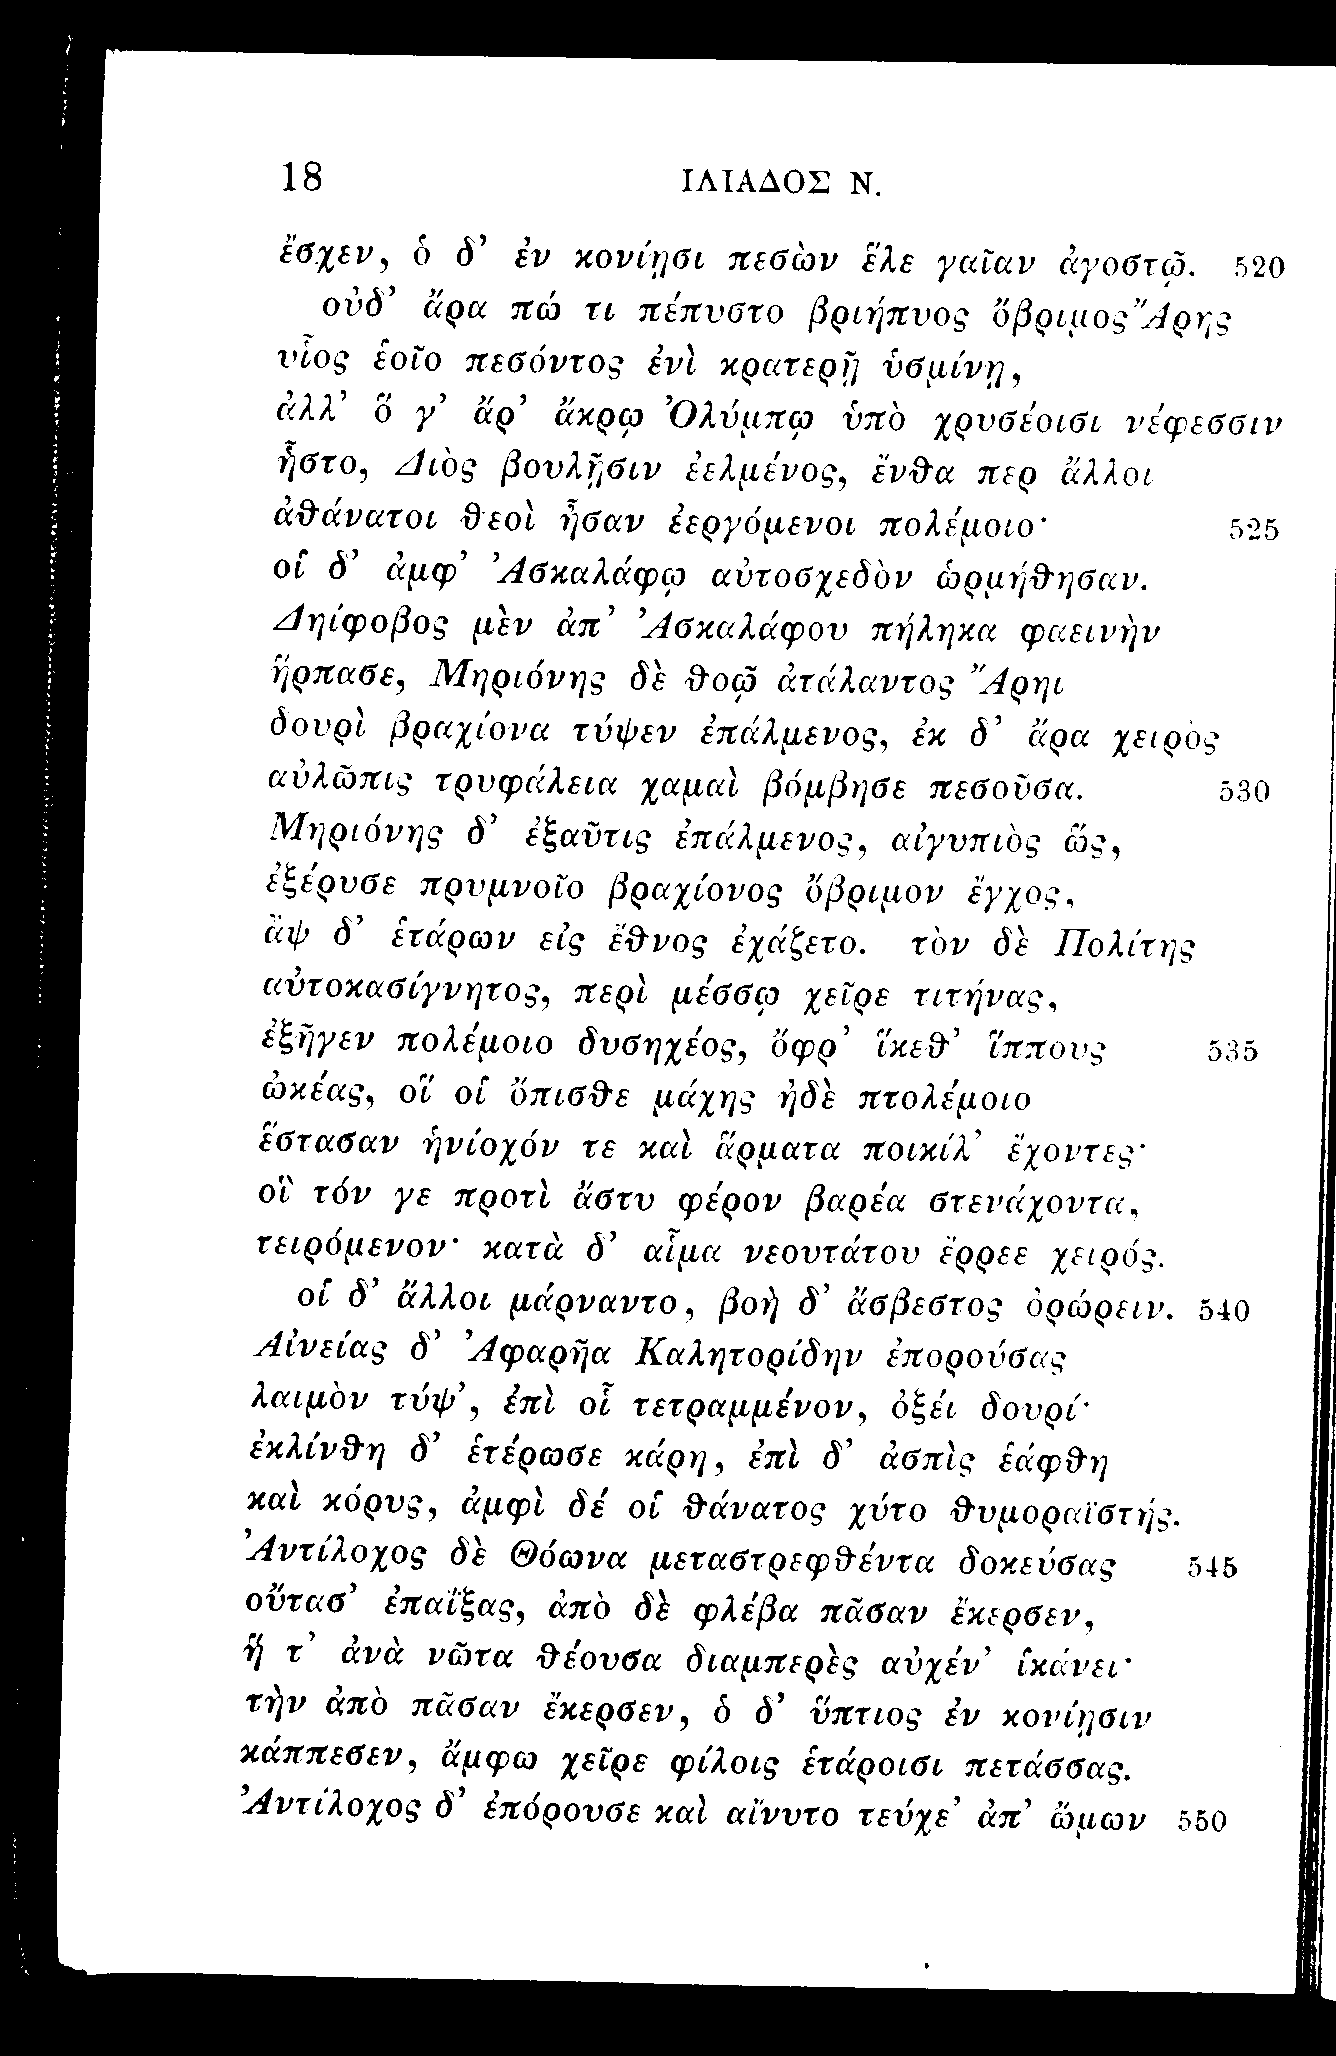 18 ΙΛΙΑΔΟΣ Ν.
ἔσχεν, ὁ δ’ ἐν κονίῃσι πεσὼν ἕλε γαῖαν ἀγοστῷ. 520
οὐδ’ ἄρα πώ τι πέπυστο βριήπυος ὄβριμος Ἄρης
υἷος ἑοῖο πεσόντος ἐνὶ κρατερῇ ὑσμίνῃ,
ἀλλ’ ὅ γ’ ἄρ’ ἄκρῳ Ὀλύμπῳ ὑπὸ χρυσέοισι νέφεσσιν
ἧστο, Διὸς βουλῇσιν ἐελμένος, ἔνθα περ ἄλλοι
ἀθάνατοι θεοὶ ἦσαν ἐεργόμενοι πολέμοιο·  525
οἱ δ’ ἀμφ’ Ἀσκαλάφῳ αὐτοσχεδὸν ὡρμήθησαν.
Δηίφοβος μὲν ἀπ’ Ἀσκαλάφου πήληκα φαεινὴν
ἥρπασε, Μηριόνης δὲ θοῷ ἀτάλαντος Ἄρηι
δουρὶ βραχίονα τύψεν ἐπάλμενος, ἐκ δ’ ἄρα χειρὸς
αὐλῶπις τρυφάλεια χαμαὶ βόμβησε πεσοῦσα. 530
Μηριόνης δ’ ἐξαῦτις ἐπάλμενος, αἰγυπιὸς ὥς,
ἐξέρυσε πρυμνοῖο βραχίονος ὄβριμον ἔγχος,
ἂψ δ’ ἑτάρων εἰς ἔθνος ἐχάζετο. τὸν δὲ Πολίτης
αὐτοκασίγνητος, περὶ μέσσῳ χεῖρε τιτήνας,
ἐξῆγεν πολέμοιο δυσηχέος, ὄφρ’ ἵκεθ’ ἵππους 535
ὠκέας, οἵ οἱ ὄπισθε μάχης ἠδὲ πτολέμοιο
ἕστασαν ἡνίοχόν τε καὶ ἅρματα ποικίλ’ ἔχοντες·
οἳ τόν γε προτὶ ἄστυ φέρον βαρέα στενάχοντα,
τειρόμενον· κατὰ δ’ αἷμα νεουτάτου ἔρρεε χειρός.
οἱ δ’ ἄλλοι μάρναντο, βοὴ δ’ ἄσβεστος ὀρώρειν. 540
Αἰνείας δ’ Ἀφαρῆα Καλητορίδην ἐπορούσας
λαιμὸν τύψ’, ἐπὶ οἷ τετραμμένον, ὀξέι δουρί·
ἐκλίνθη δ’ ἑτέρωσε κάρη, ἐπὶ δ’ ἀσπὶς ἑάφθη
καὶ κόρυς, ἀμφὶ δέ οἱ θάνατος χύτο θυμοραϊστής.
Ἀντίλοχος δὲ Θόωνα μεταστρεφθέντα δοκεύσας 545
οὔτασ’ ἐπαΐξας, ἀπὸ δὲ φλέβα πᾶσαν ἔκερσεν,
ἥ τ’ ἀνὰ νῶτα θέουσα διαμπερὲς αὐχέν’ ἱκάνει·
τὴν ἀπὸ πᾶσαν ἔκερσεν, ὁ δ’ ὕπτιος ἐν κονίῃσιν
κάππεσεν, ἄμφω χεῖρε φίλοις ἑτάροισι πετάσσας.
Ἀντίλοχος δ’ ἐπόρουσε καὶ αἴνυτο τεύχε’ ἀπ’ ὤμων 550